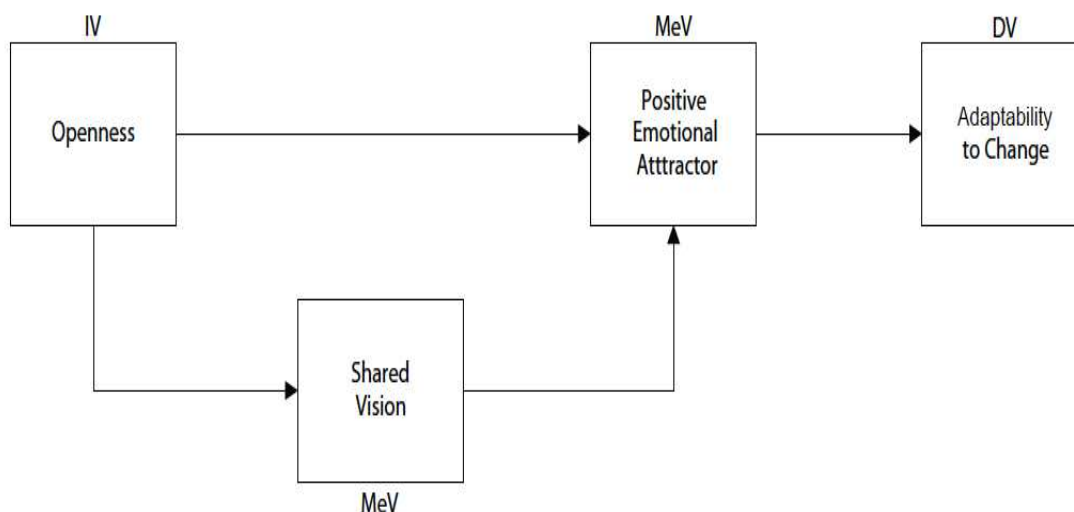 IV
Openness
MeV
Positive
Emotional
Atttractor
DV
Adaptability
to Change
Shared
Vision
MeV